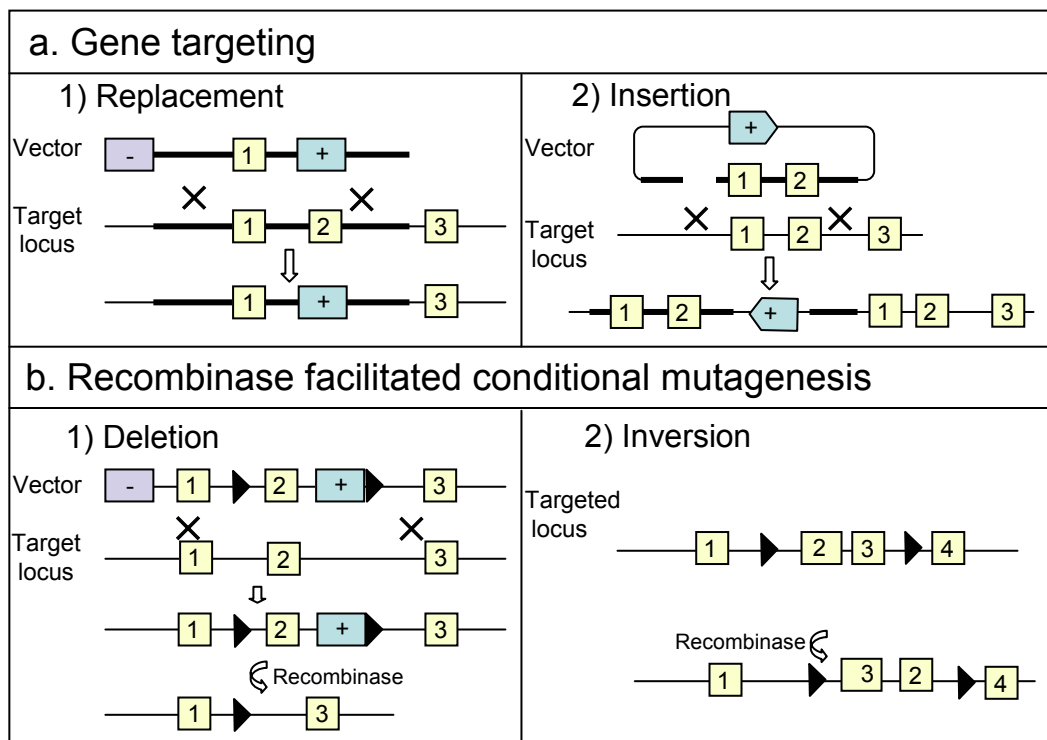 a. Gene targeting
1) Replacement
Vector
- 1 +
Target locus
1 2 3
1 + 3
2) Insertion
+
Vector
1 2
Target locus
1 2 3
1 2 + 1 2 3
b. Recombinase facilitated conditional mutagenesis
1) Deletion
Vector
- 1 2 + 3
Target locus
1 2 3
1 2 + 3
Recombinase
1 3
2) Inversion
Targeted locus
1 2 3 4
Recombinase
1 3 2 4